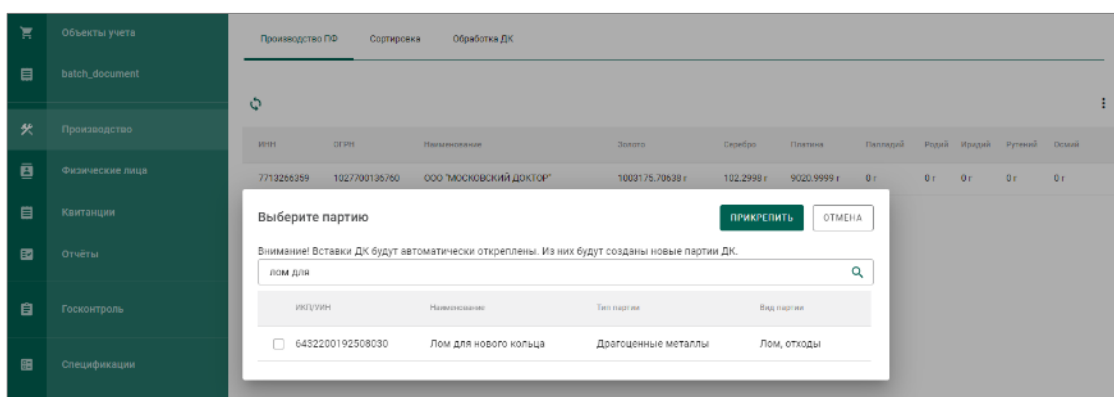 Объекты учета
batch_document
Производство
Физические лица
Квитанции
Отчёты
Госконтроль
Спецификации
Производство ПФ Сортировка Обработка ДК
ИНН ОГРН Наименование Золото Серебро Платина Палладий Родий Иридий Рутений Осмий
7713266359 1027700136760 ООО "МОСКОВСКИЙ ДОКТОР" 1003175.70638 г 102.2998 г 9020.9999 г 0 г 0 г 0 г 0 г 0 г
Выберите партию ПРИКРЕПИТЬ ОТМЕНА
Внимание! Вставки ДК будут автоматически откреплены. Из них будут созданы новые партии ДК.
лом для
ИКП/УИН Наименование Тип партии Вид партии
6432200192508030 Лом для нового кольца Драгоценные металлы Лом, отходы